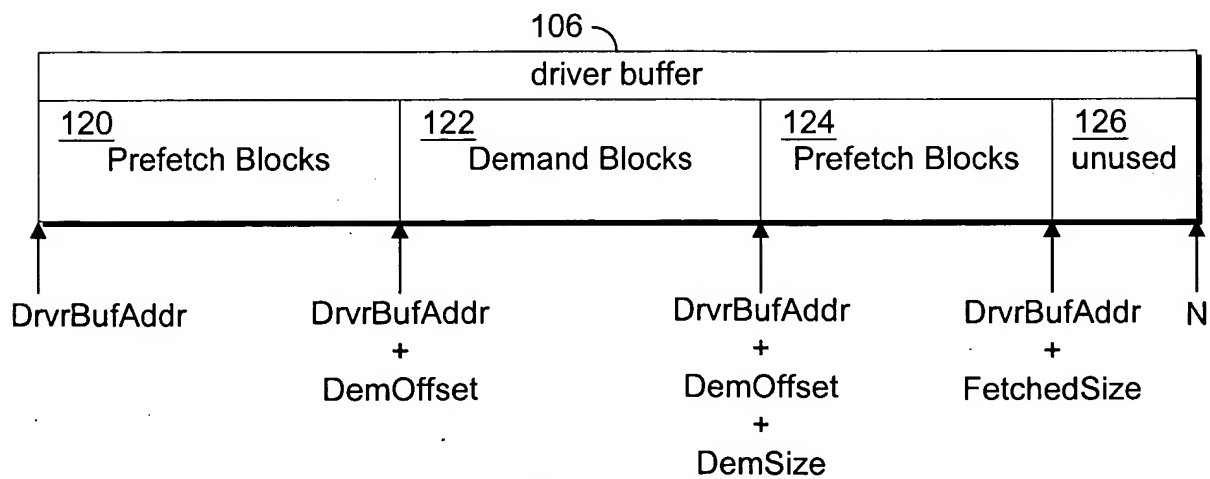 106
driver buffer
120 122 124 126
Prefetch Blocks Demand Blocks Prefetch Blocks unused
DrvrBufAddr DrvrBufAddr DrvrBufAddr DrvrBufAddr N
+ + +
DemOffset DemOffset FetchedSize
+
DemSize